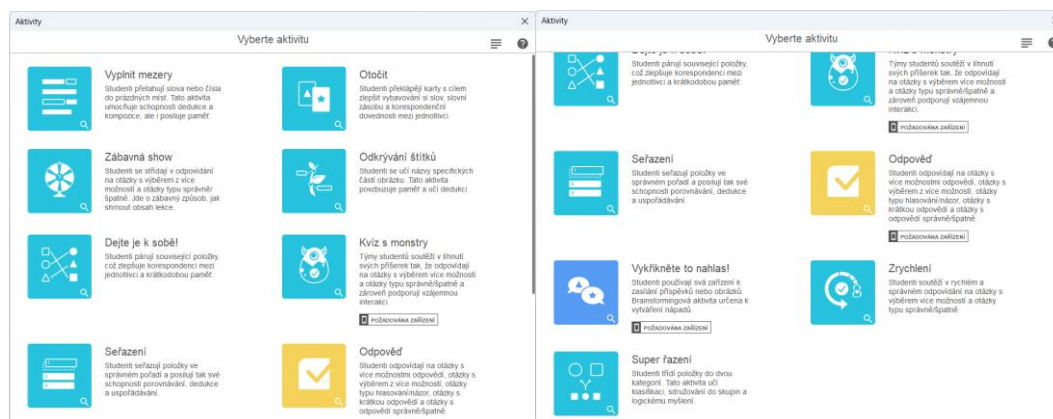 Aktivity
Vyberte aktivitu
Vyplnit mezery
Studenti přetahují slova nebo čísla
do prázdných míst. Tato aktivita
umocňuje schopnosti dedukce a
kompozice, ale i posiluje paměť.
Otočit
Studenti překlápějí karty s cílem
zlepšit vybavování si slov, slovní
zásobu a korespondenční
dovednosti mezi jednotlivci.
Zábavná show
Studenti se střídají v odpovídání
na otázky s výběrem z více
možností a otázky typu správně/
špatně. Jde o zábavný způsob, jak
shrnout obsah lekce.
Odkrývání štítků
Studenti se učí názvy specifických
částí obrázku. Tato aktivita
povzbuzuje paměť a učí dedukci.
Dejte je k sobě!
Studenti párují související položky,
což zlepšuje korespondenci mezi
jednotlivci a krátkodobou paměť.
Kvíz s monstry
Týmy studentů soutěží v líhnutí
svých příšerek tak, že odpovídají
na otázky s výběrem více možností
a otázky typu správně/špatně a
zároveň podporují vzájemnou
interakci.
POŽADOVÁNA ZAŘÍZENÍ
Seřazení
Studenti seřazují položky ve
správném pořadí a posilují tak své
schopnosti porovnávání, dedukce
a uspořádávání.
Odpověď
Studenti odpovídají na otázky s
více možnostmi odpovědí, otázky s
výběrem z více možností, otázky
typu hlasování/názor, otázky s
krátkou odpovědí a otázky s
odpovědí správně/špatně.
Aktivity
Vyberte aktivitu
Dejte je k sobě!
Studenti párují související položky,
což zlepšuje korespondenci mezi
jednotlivci a krátkodobou paměť.
Kvíz s monstry
Týmy studentů soutěží v líhnutí
svých příšerek tak, že odpovídají
na otázky s výběrem více možností
a otázky typu správně/špatně a
zároveň podporují vzájemnou
interakci.
POŽADOVÁNA ZAŘÍZENÍ
Seřazení
Studenti seřazují položky ve
správném pořadí a posilují tak své
schopnosti porovnávání, dedukce
a uspořádávání.
Odpověď
Studenti odpovídají na otázky s
více možnostmi odpovědí, otázky s
výběrem z více možností, otázky
typu hlasování/názor, otázky s
krátkou odpovědí a otázky s
odpovědí správně/špatně.
POŽADOVÁNA ZAŘÍZENÍ
Vykřikněte to nahlas!
Studenti používají svá zařízení k
zasílání příspěvků nebo obrázků.
Brainstormingová aktivita určena k
vytváření nápadů.
POŽADOVÁNA ZAŘÍZENÍ
Zrychlení
Studenti soutěží v rychlém a
správném odpovídání na otázky s
výběrem více možností a otázky
typu správně/špatně.
Super řazení
Studenti třídí položky do dvou
kategorií. Tato aktivita učí
klasifikaci, sdružování do skupin a
logickému myšlení.